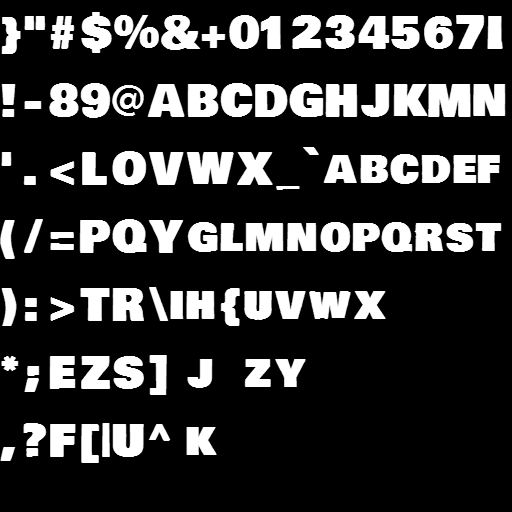 }"#$%&+01234567I
!-89@ABCDGHJKMN
'.<LOVWX_`ABCDEF
(/=PQYGLMNOPQRST
):>TR\IH{UVWX
*;EZS] J ZY
,?F[|U^ K